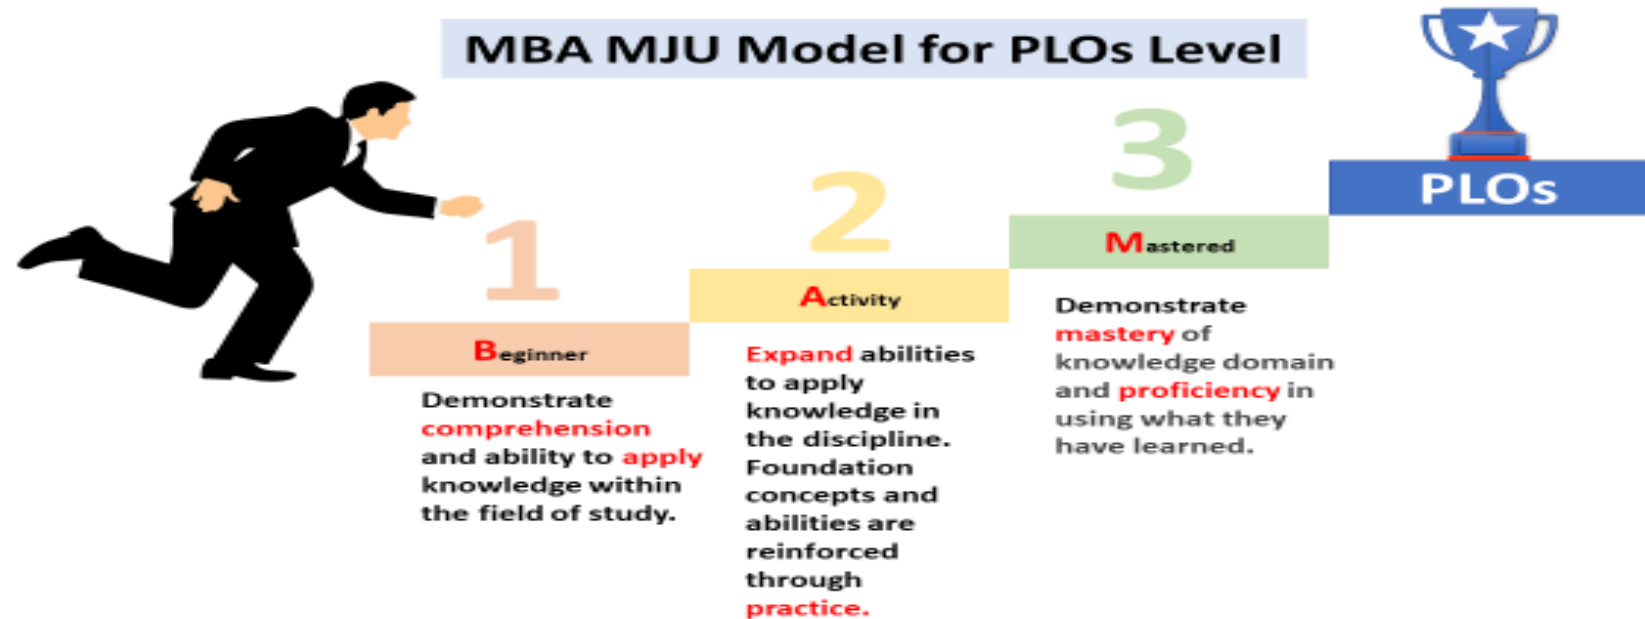 MBA MJU Model for PLOs Level
1
Beginner
Demonstrate
comprehension
and ability to apply
knowledge within
the field of study.
2
Activity
Expand abilities
to apply
knowledge in
the discipline.
Foundation
concepts and
abilities are
reinforced
through
practice.
3
Mastered
Demonstrate
mastery of
knowledge domain
and proficiency in
using what they
have learned.
PLOs